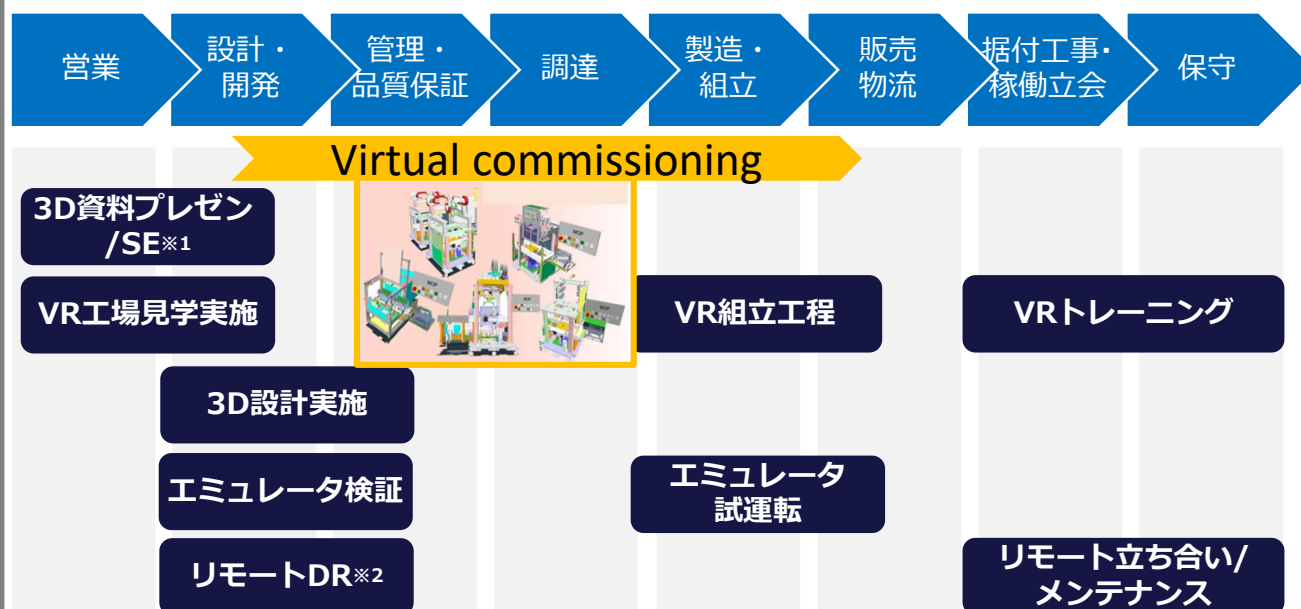 営業
設計・
開発
管理・
品質保証
調達
製造・
組立
販売
物流
据付工事・
稼働立会
保守
Virtual commissioning
3D資料プレゼン
/SE※1
VR工場見学実施
VR組立工程
VRトレーニング
3D設計実施
エミュレータ検証
エミュレータ
試運転
リモートDR※2
リモート立ち合い/
メンテナンス